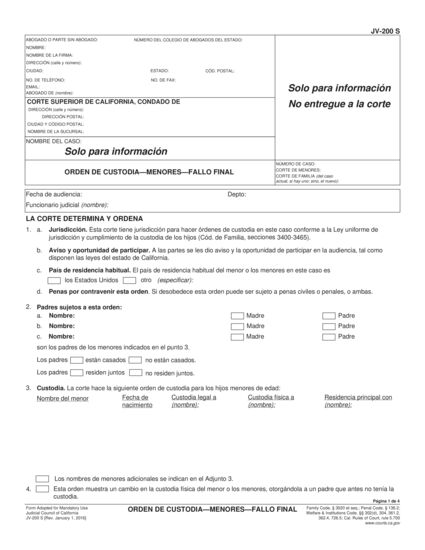 JV-200 S
ABOGADO O PARTE SIN ABOGADO: NÚMERO DEL COLEGIO DE ABOGADOS DEL ESTADO:
NOMBRE:
NOMBRE DE LA FIRMA:
DIRECCIÓN (calle y número):
CIUDAD: ESTADO: CÓD. POSTAL:
NO. DE TELÉFONO: NO. DE FAX:
EMAIL:
ABOGADO DE (nombre):
Solo para información
No entregue a la corte
CORTE SUPERIOR DE CALIFORNIA, CONDADO DE
DIRECCIÓN (calle y número):
DIRECCIÓN POSTAL:
CIUDAD Y CÓDIGO POSTAL:
NOMBRE DE LA SUCURSAL:
NOMBRE DEL CASO:
Solo para información
ORDEN DE CUSTODIA—MENORES—FALLO FINAL
NÚMERO DE CASO:
CORTE DE MENORES:
CORTE DE FAMILIA (del caso
actual, si hay uno; sino, el nuevo):
Fecha de audiencia: Depto:
Funcionario judicial (nombre):
LA CORTE DETERMINA Y ORDENA
1. a. Jurisdicción. Esta corte tiene jurisdicción para hacer órdenes de custodia en este caso conforme a la Ley uniforme de
jurisdicción y cumplimiento de la custodia de los hijos (Cód. de Familia, secciones 3400-3465).
b. Aviso y oportunidad de participar. A las partes se les dio aviso y la oportunidad de participar en la audiencia, tal como
disponen las leyes del estado de California.
c. País de residencia habitual. El país de residencia habitual del menor o los menores en este caso es
los Estados Unidos otro (especificar):
d. Penas por contravenir esta orden. Si desobedece esta orden puede ser sujeto a penas civiles o penales, o ambas.
2. Padres sujetos a esta orden:
a. Nombre: Madre Padre
b. Nombre: Madre Padre
c. Nombre: Madre Padre
son los padres de los menores indicados en el punto 3.
Los padres están casados no están casados.
Los padres residen juntos no residen juntos.
3. Custodia. La corte hace la siguiente orden de custodia para los hijos menores de edad:
Nombre del menor Fecha de nacimiento Custodia legal a (nombre): Custodia física a (nombre): Residencia principal con (nombre):
Los nombres de menores adicionales se indican en el Adjunto 3.
4. Esta orden muestra un cambio en la custodia física del menor o los menores, otorgándola a un padre que antes no tenía la
custodia.
Página 1 de 4
Form Adopted for Mandatory Use
Judicial Council of California
JV-200 S [Rev. January 1, 2016]
ORDEN DE CUSTODIA—MENORES—FALLO FINAL
Family Code, § 3020 et seq.; Penal Code, § 135.2;
Welfare & Institutions Code, §§ 302(d), 304, 361.2,
362.4, 726.5; Cal. Rules of Court, rule 5.700
www.courts.ca.gov